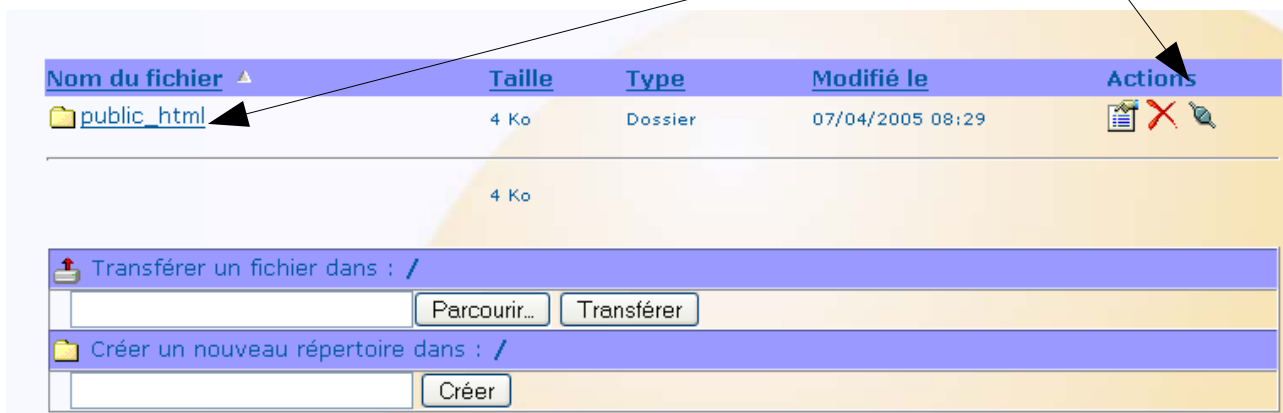 Nom du fichier Taille Type Modifié le Actions
public_html 4 Ko Dossier 07/04/2005 08:29
4 Ko
Transférer un fichier dans : /
Parcourir... Transférer
Créer un nouveau répertoire dans : /
Créer